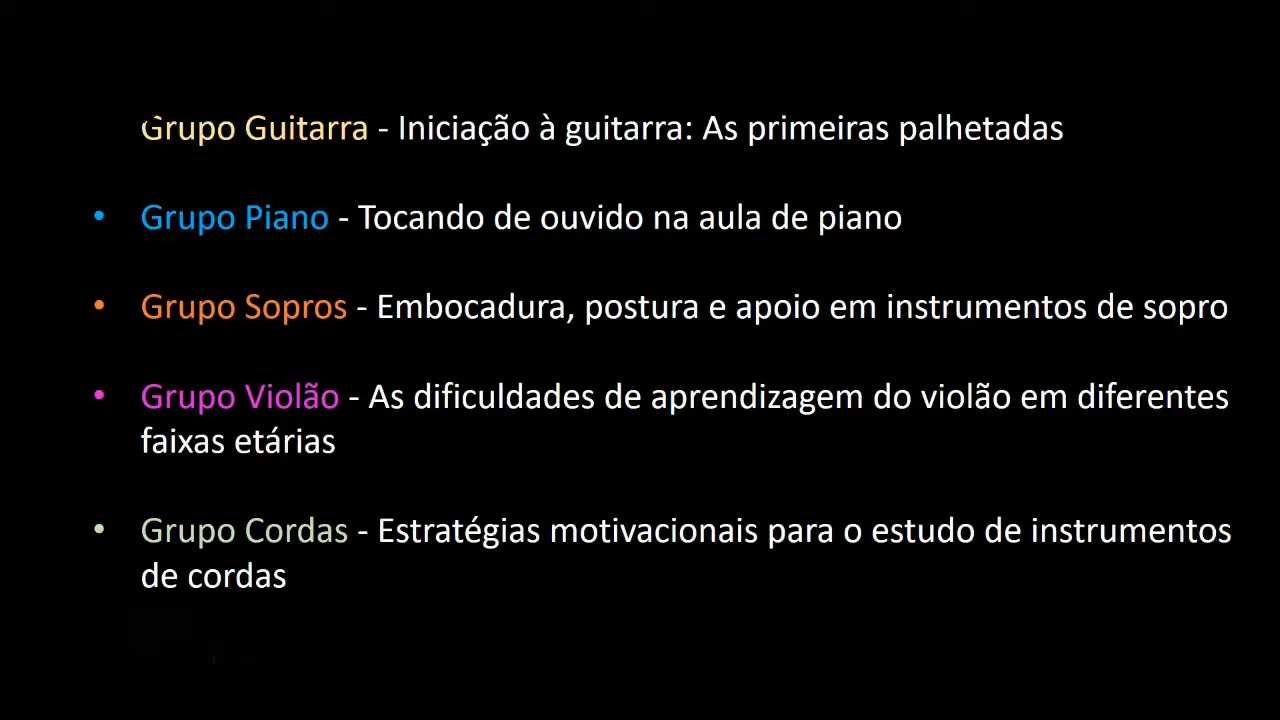 Grupo Guitarra - Iniciação à guitarra: As primeiras palhetadas
• Grupo Piano - Tocando de ouvido na aula de piano
• Grupo Sopros - Embocadura, postura e apoio em instrumentos de sopro
• Grupo Violão - As dificuldades de aprendizagem do violão em diferentes
faixas etárias
• Grupo Cordas - Estratégias motivacionais para o estudo de instrumentos
de cordas